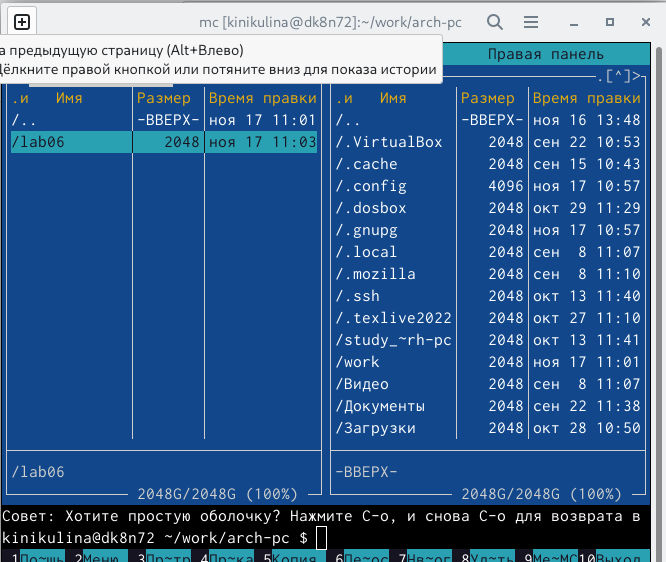 mc [kinikulina@dk8n72]:~/work/arch-pc
а предыдущую страницу (Alt+Влево)
Щёлкните правой кнопкой или потяните вниз для показа истории
Правая панель
.[^]>
.и Имя Размер Время правки
/.. -ВВЕРХ- ноя 17 11:01
/lab06 2048 ноя 17 11:03
/lab06
2048G/2048G (100%)
.и Имя Размер Время правки
/.. -ВВЕРХ- ноя 16 13:48
/.VirtualBox 2048 сен 22 10:53
/.cache 2048 сен 15 10:43
/.config 4096 ноя 17 10:57
/.dosbox 2048 окт 29 11:29
/.gnupg 2048 ноя 17 10:57
/.local 2048 сен 8 11:07
/.mozilla 2048 сен 8 11:10
/.ssh 2048 окт 13 11:40
/.texlive2022 2048 окт 27 11:10
/study_~rh-pc 2048 окт 13 11:41
/work 2048 ноя 17 11:01
/Видео 2048 сен 8 11:07
/Документы 2048 сен 22 11:38
/Загрузки 2048 окт 28 10:50
-ВВЕРХ-
2048G/2048G (100%)
Совет: Хотите простую оболочку? Нажмите C-o, и снова C-o для возврата в
kinikulina@dk8n72 ~/work/arch-pc $
1По~щь 2Меню 3Пр~тр 4Пр~ка 5Копия 6Пе~ос 7Нв~ог 8Уд~ть 9Ме~MC 10Выход